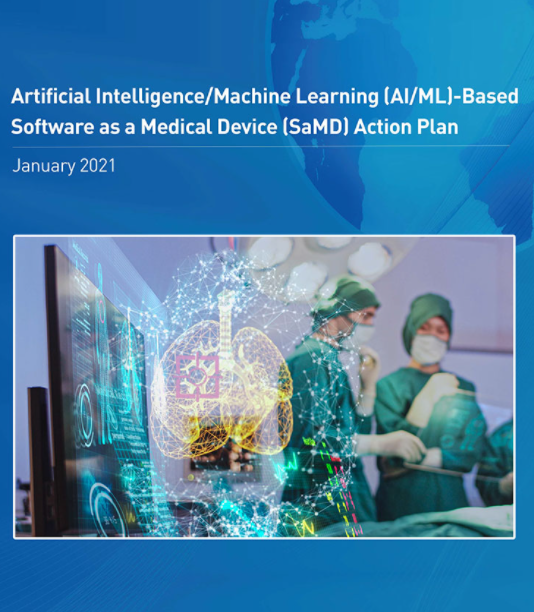 Artificial Intelligence/Machine Learning (AI/ML)-Based
Software as a Medical Device (SaMD) Action Plan
January 2021